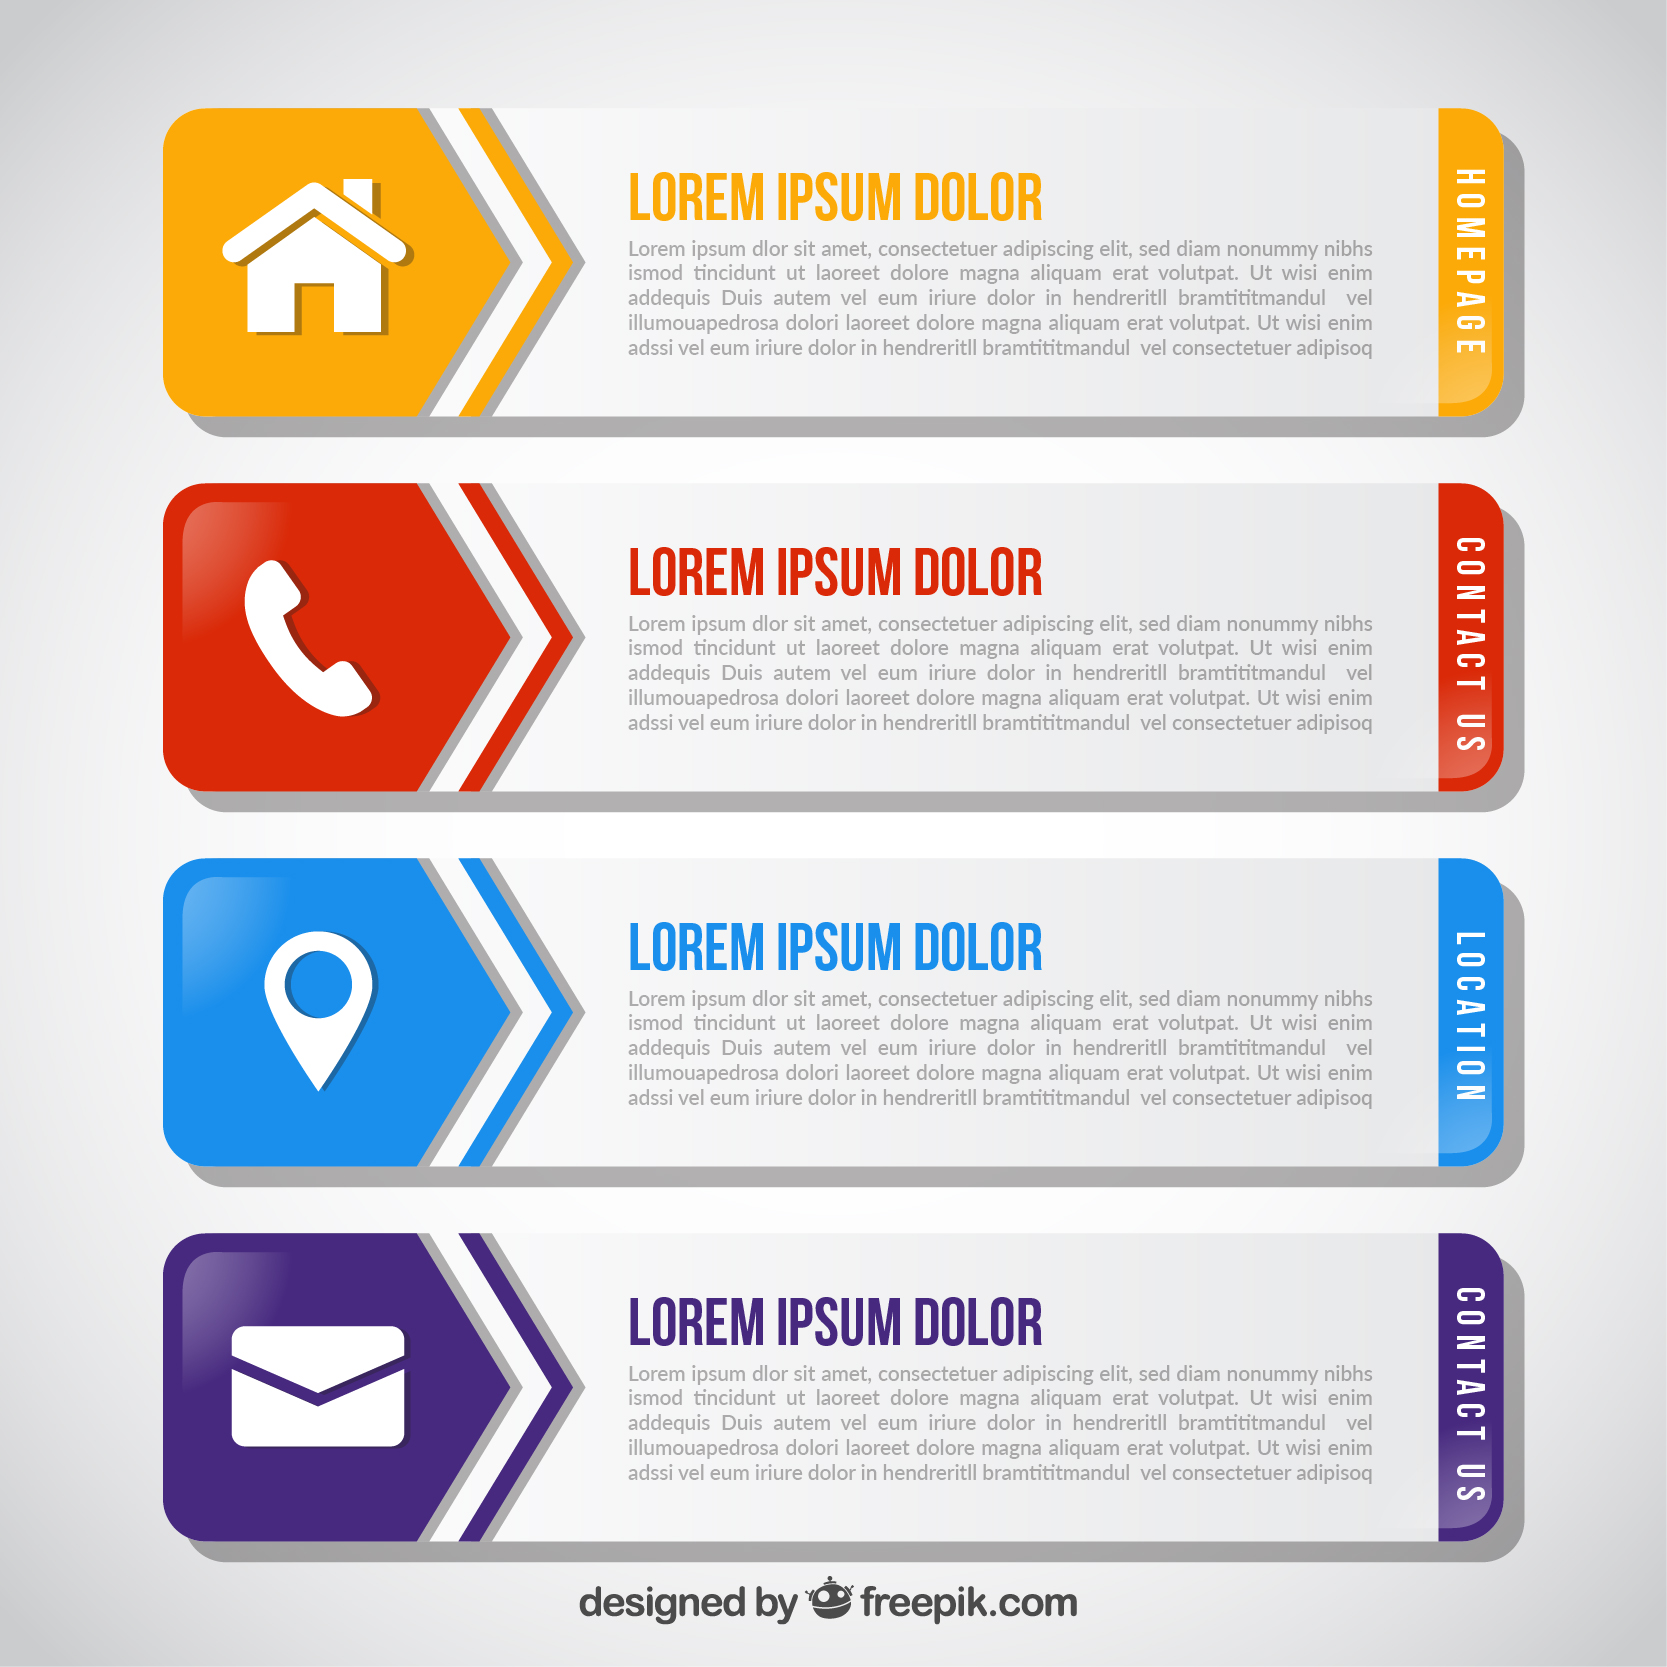 LOREM IPSUM DOLOR
Lorem ipsum dlor sit amet, consectetuer adipiscing elit, sed diam nonummy nibhs
ismod tincidunt ut laoreet dolore magna aliquam erat volutpat. Ut wisi enim
addequis Duis autem vel eum iriure dolor in hendreritll bramtititmandul vel
illumouapedrosa dolori laoreet dolore magna aliquam erat volutpat. Ut wisi enim
adssi vel eum iriure dolor in hendreritll bramtititmandul vel consectetuer adipisoq
HOMEPAGE
LOREM IPSUM DOLOR
Lorem ipsum dlor sit amet, consectetuer adipiscing elit, sed diam nonummy nibhs
ismod tincidunt ut laoreet dolore magna aliquam erat volutpat. Ut wisi enim
addequis Duis autem vel eum iriure dolor in hendreritll bramtititmandul vel
illumouapedrosa dolori laoreet dolore magna aliquam erat volutpat. Ut wisi enim
adssi vel eum iriure dolor in hendreritll bramtititmandul vel consectetuer adipisoq
CONTACT US
LOREM IPSUM DOLOR
Lorem ipsum dlor sit amet, consectetuer adipiscing elit, sed diam nonummy nibhs
ismod tincidunt ut laoreet dolore magna aliquam erat volutpat. Ut wisi enim
addequis Duis autem vel eum iriure dolor in hendreritll bramtititmandul vel
illumouapedrosa dolori laoreet dolore magna aliquam erat volutpat. Ut wisi enim
adssi vel eum iriure dolor in hendreritll bramtititmandul vel consectetuer adipisoq
LOCATION
LOREM IPSUM DOLOR
Lorem ipsum dlor sit amet, consectetuer adipiscing elit, sed diam nonummy nibhs
ismod tincidunt ut laoreet dolore magna aliquam erat volutpat. Ut wisi enim
addequis Duis autem vel eum iriure dolor in hendreritll bramtititmandul vel
illumouapedrosa dolori laoreet dolore magna aliquam erat volutpat. Ut wisi enim
adssi vel eum iriure dolor in hendreritll bramtititmandul vel consectetuer adipisoq
CONTACT US
designed by freepik.com